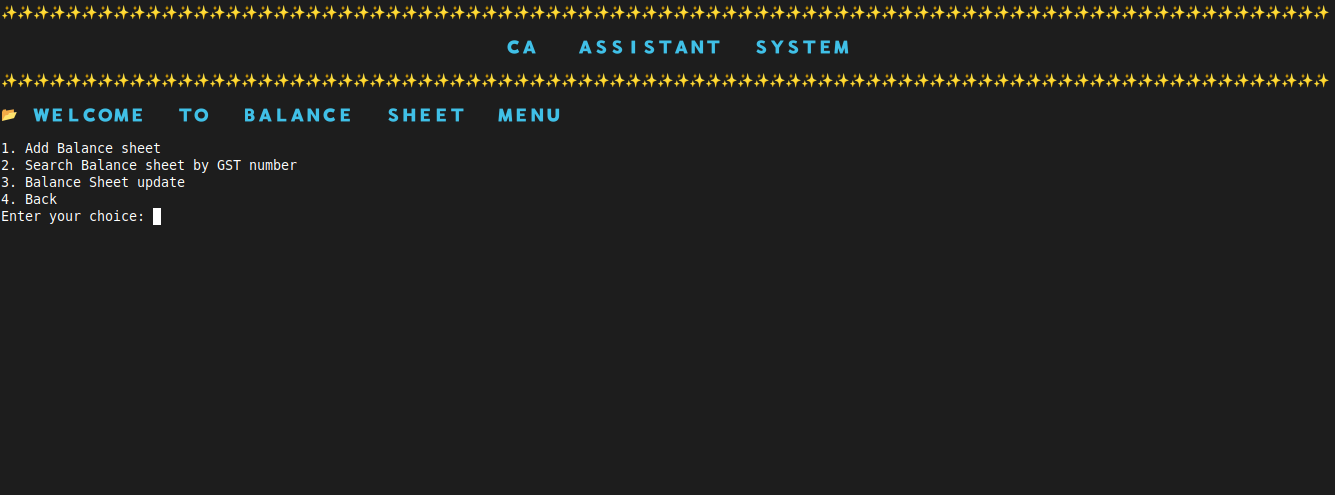 CA ASSISTANT SYSTEM
WELCOME TO BALANCE SHEET MENU
1. Add Balance sheet
2. Search Balance sheet by GST number
3. Balance Sheet update
4. Back
Enter your choice: